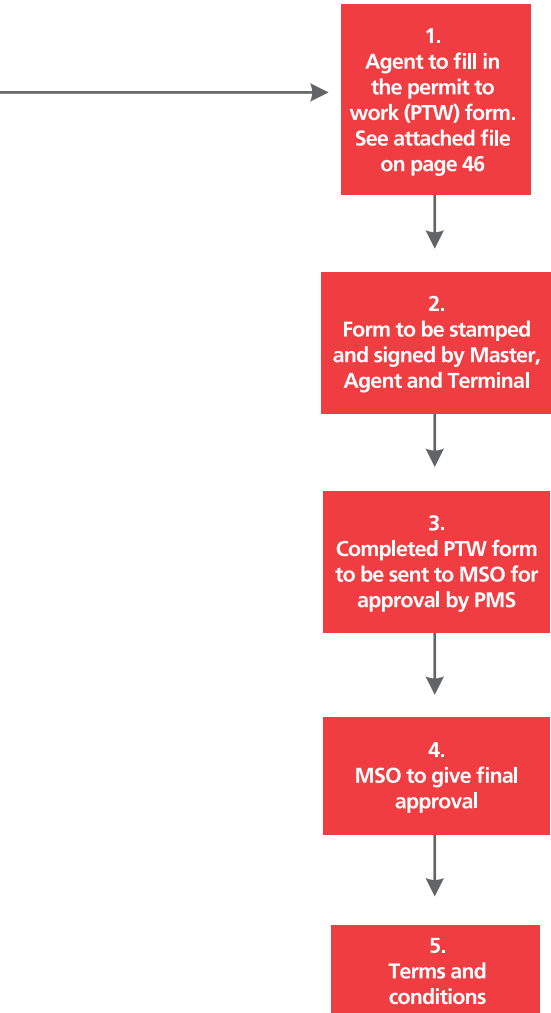 1.
Agent to fill in
the permit to
work (PTW) form.
See attached file
on page 46
2.
Form to be stamped
and signed by Master,
Agent and Terminal
3.
Completed PTW form
to be sent to MSO for
approval by PMS
4.
MSO to give final
approval
5.
Terms and
conditions